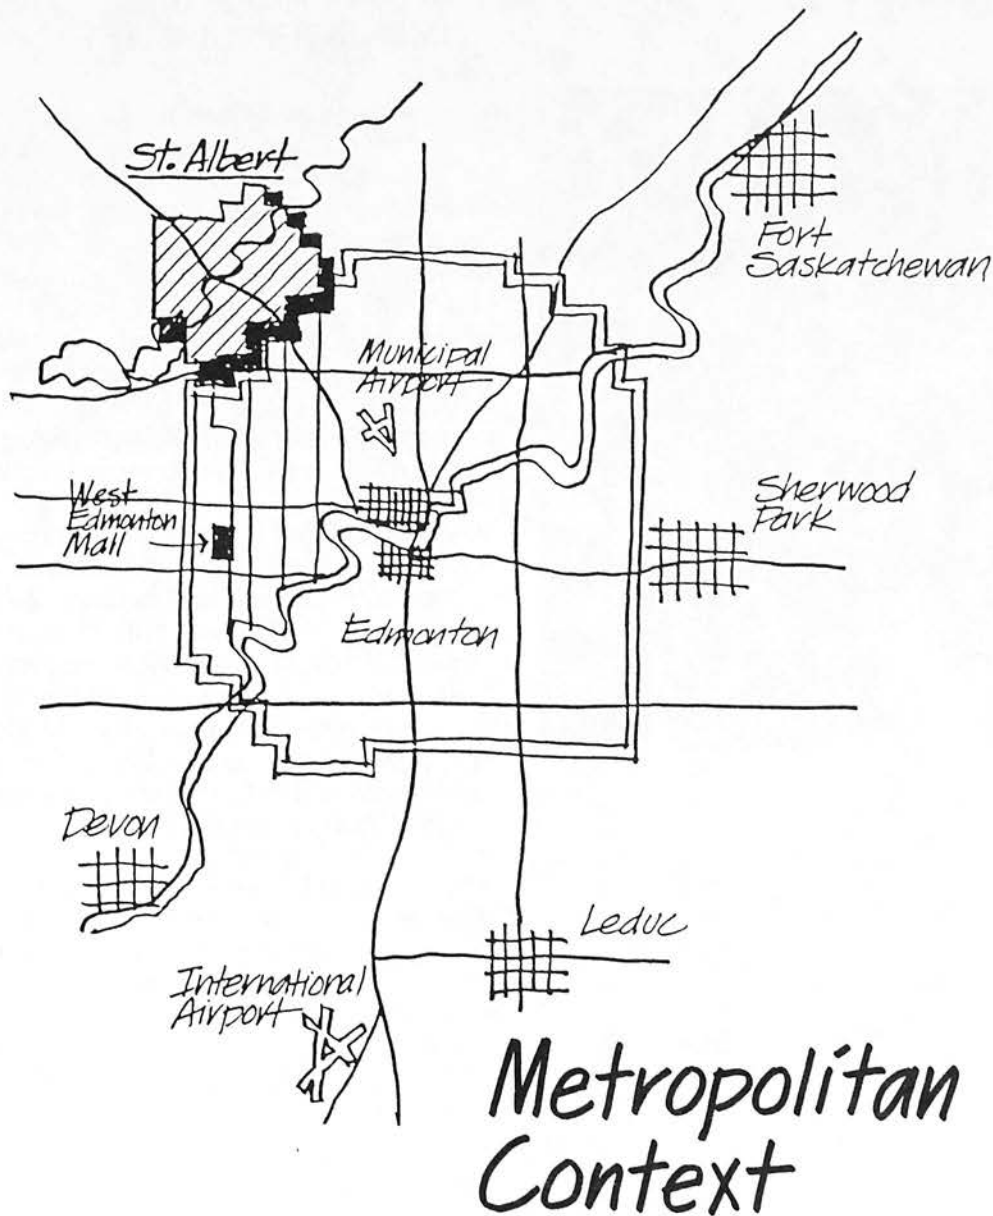 St. Albert
Fort
Saskatchewan
Municipal
Airport
West
Edmonton
Mall
Sherwood
Park
Edmonton
Devon
Leduc
International
Airport
Metropolitan
Context